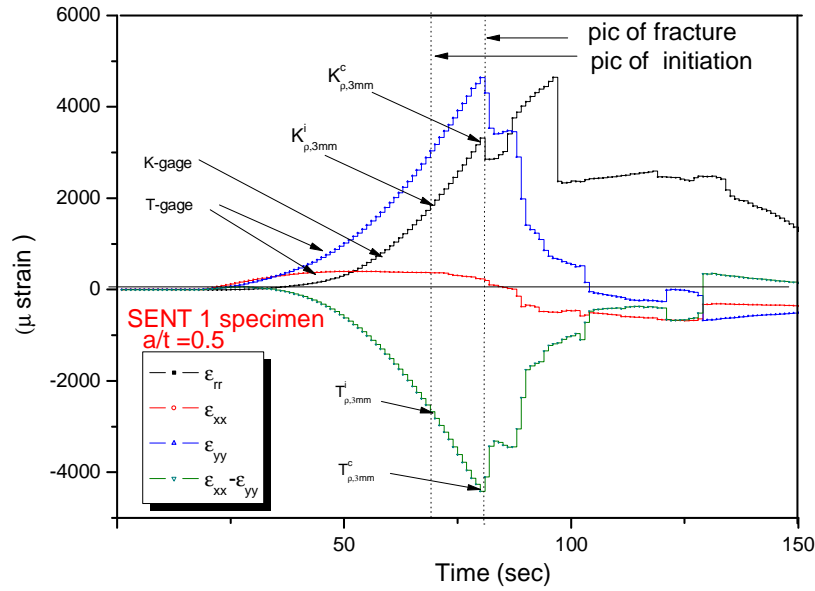 6000
4000
2000
0
-2000
-4000
(μ strain )
pic of fracture
pic of initiation
K^c_ρ,3mm
K^i_ρ,3mm
K-gage
T-gage
SENT 1 specimen
a/t =0.5
ε_rr
ε_xx
ε_yy
ε_xx-ε_yy
T^i_ρ,3mm
T^c_ρ,3mm
50
100
150
Time (sec)